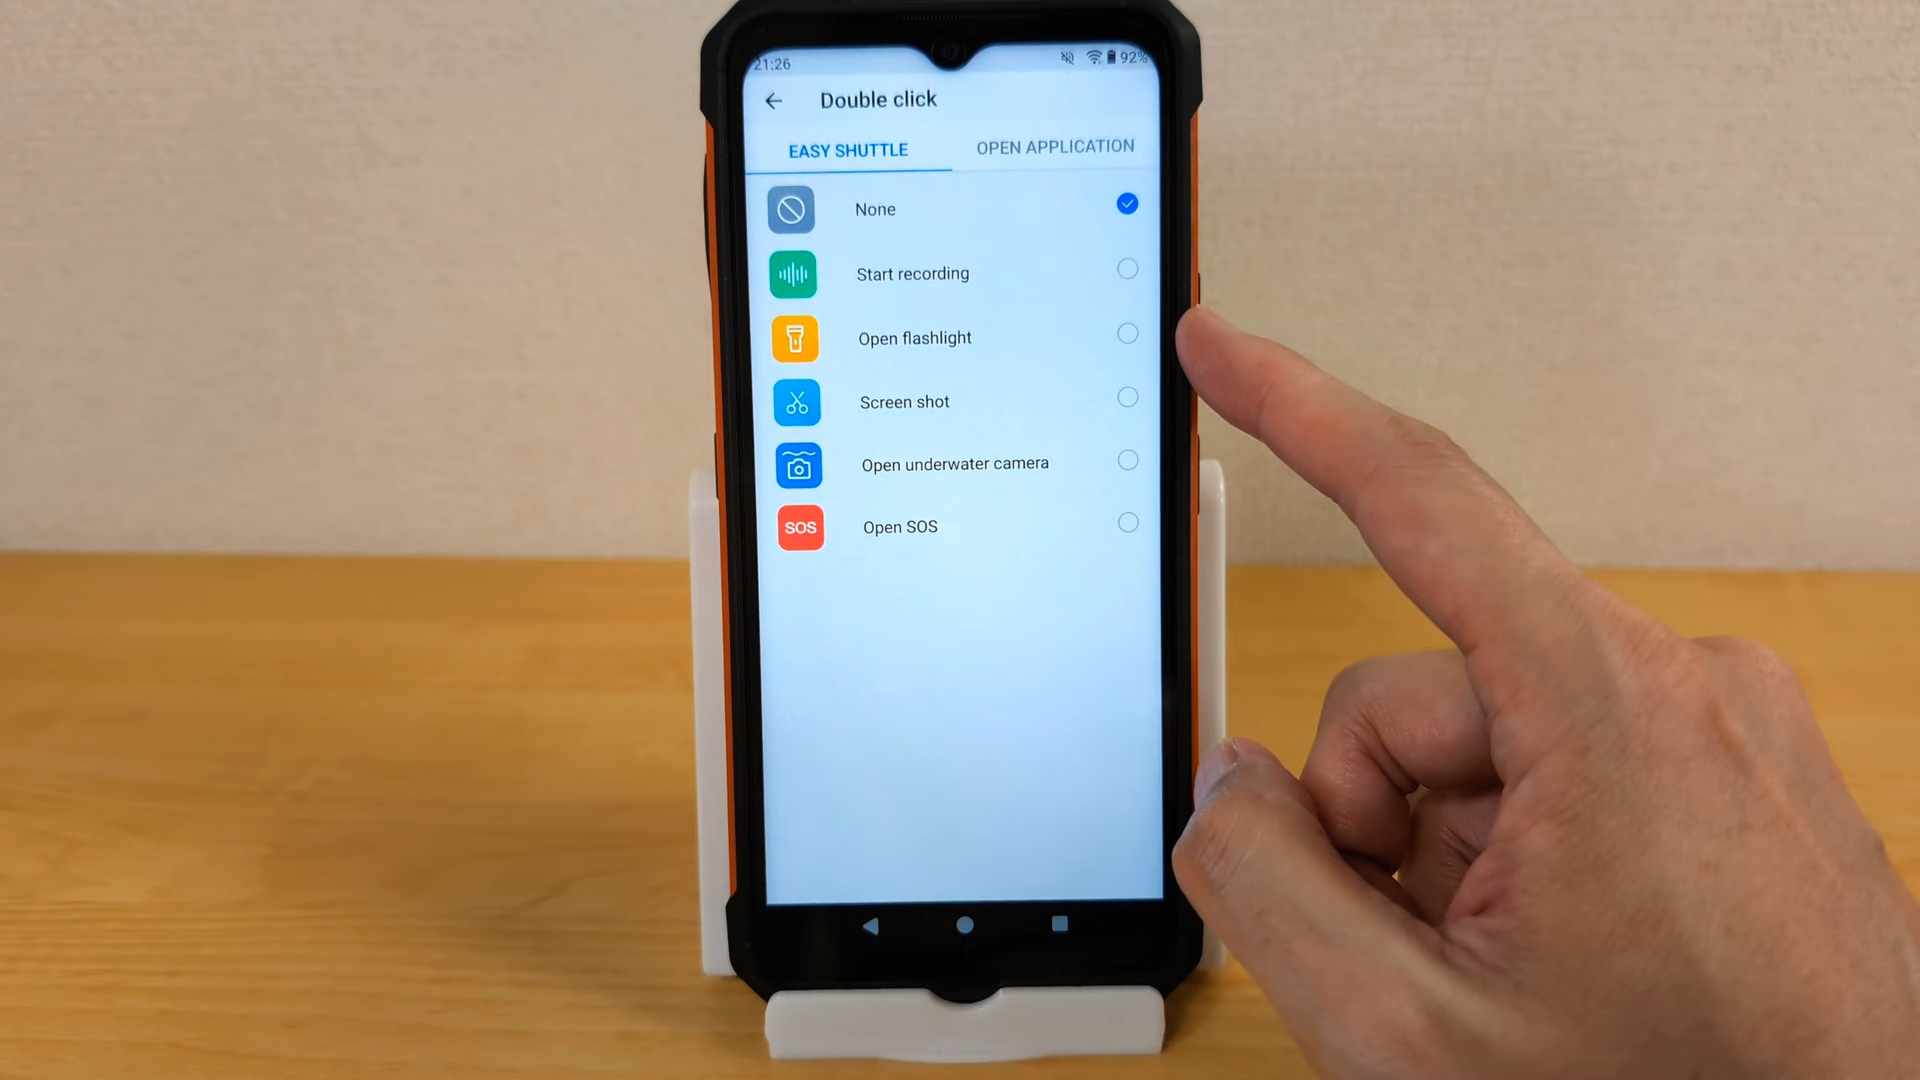 21:26 92%
Double click
EASY SHUTTLE OPEN APPLICATION
None
Start recording
Open flashlight
Screen shot
Open underwater camera
SOS Open SOS